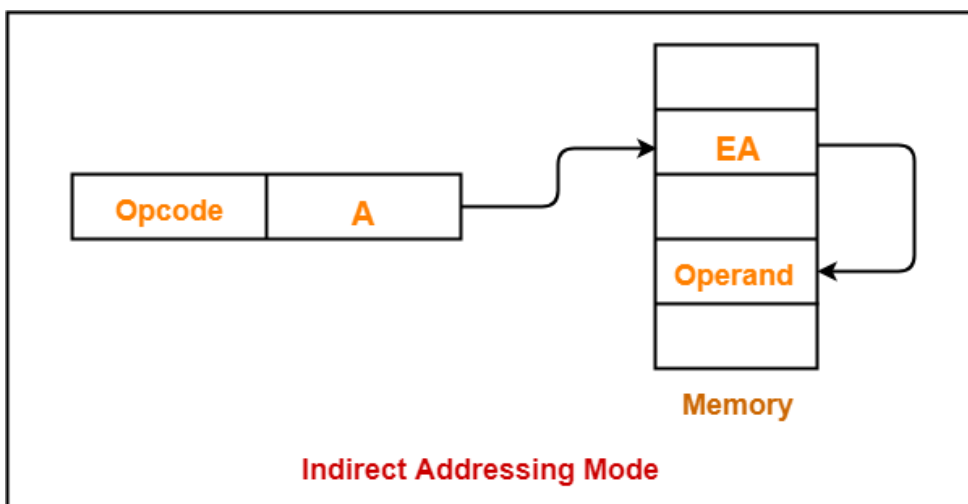 EA
Opcode
A
Operand
Memory
Indirect Addressing Mode